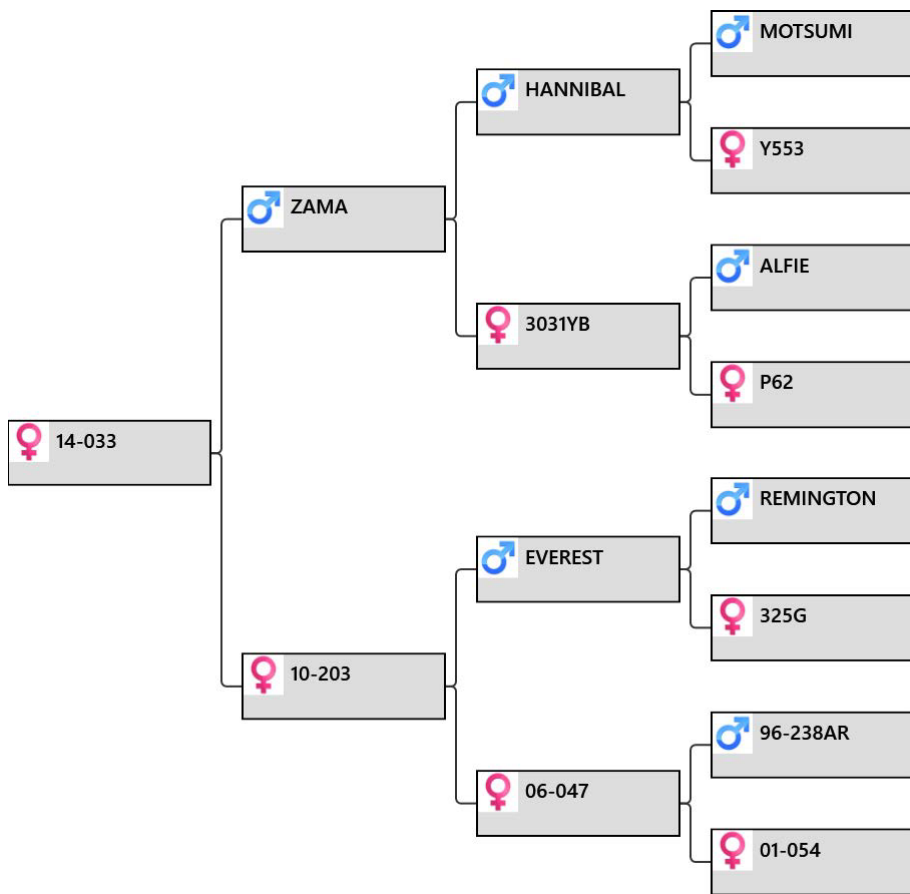 MOTSUMI
HANNIBAL
Y553
ZAMA
ALFIE
3031YB
P62
14-033
REMINGTON
EVEREST
325G
10-203
96-238AR
06-047
01-054